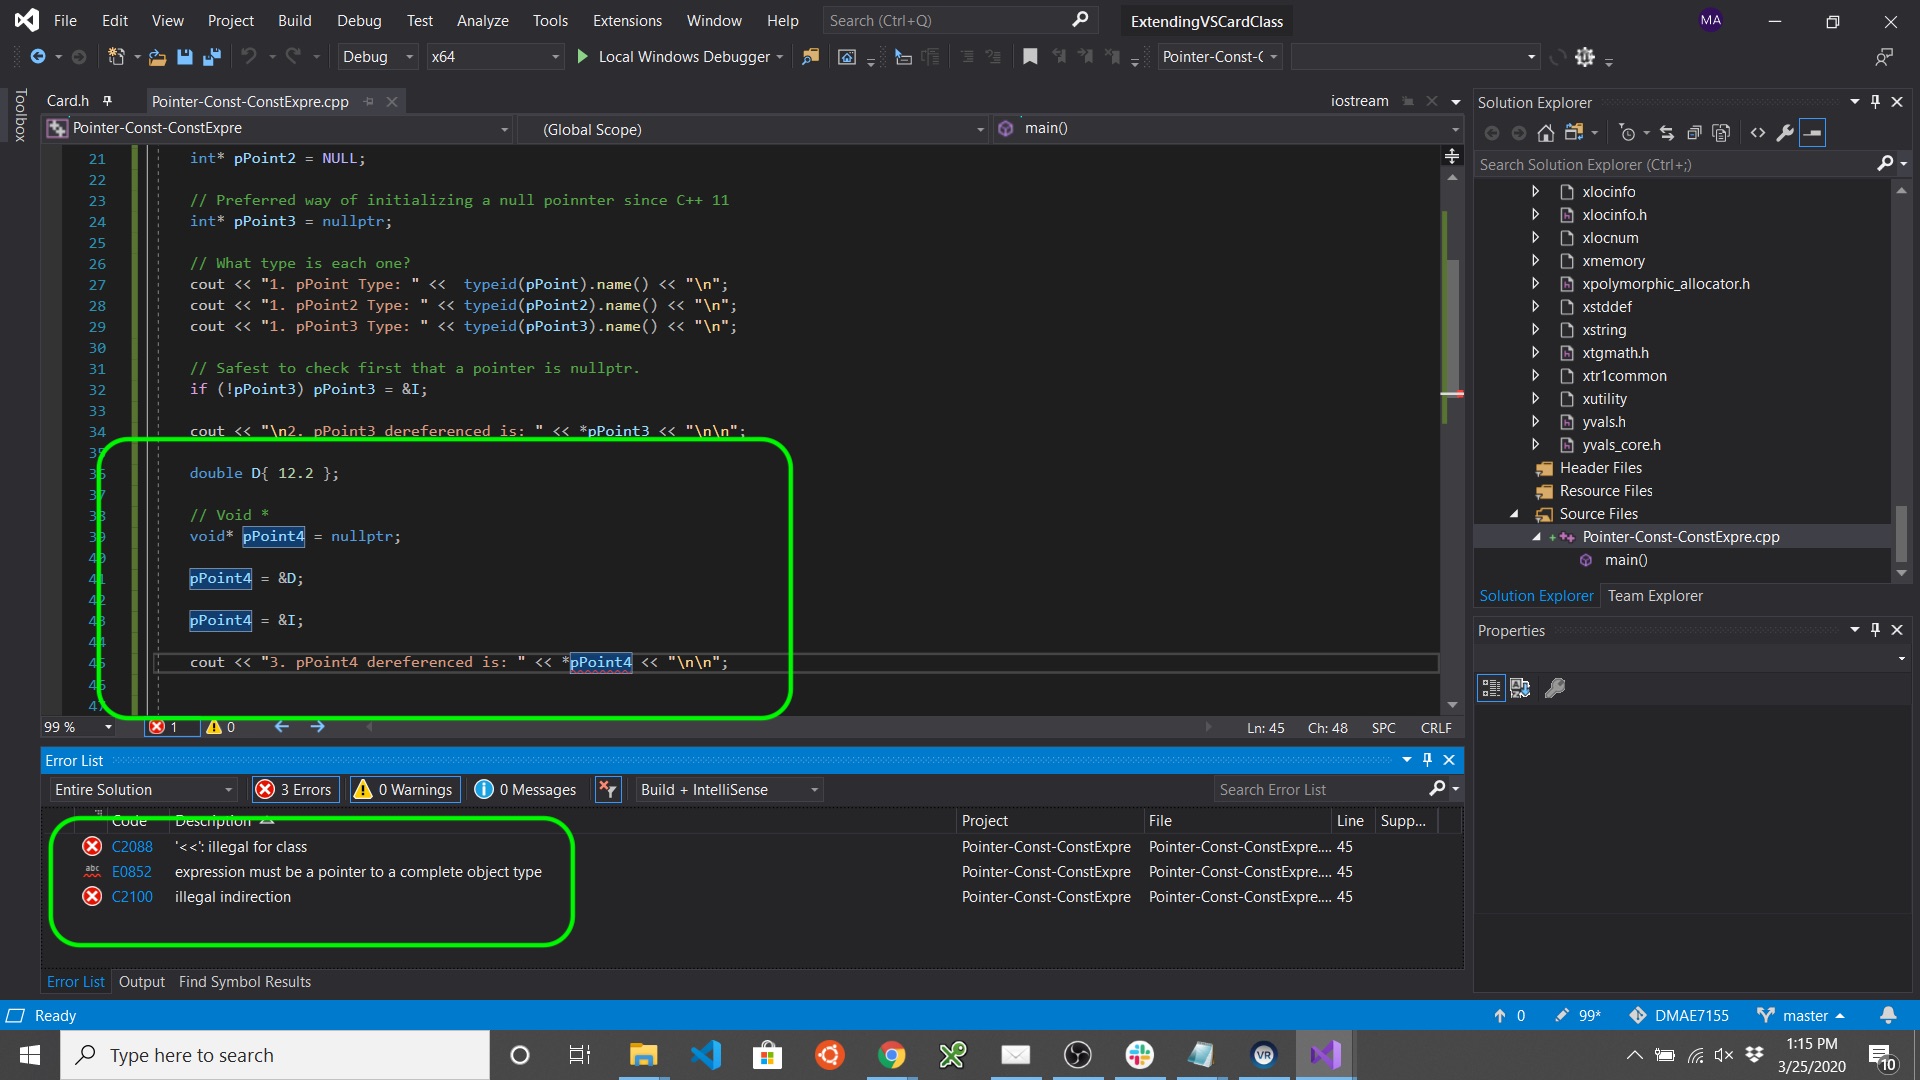 File Edit View Project Build Debug Test Analyze Tools Extensions Window Help Search (Ctrl+Q) ExtendingVSCardClass MA
Debug x64 Local Windows Debugger Pointer-Const-C
Toolbox
Card.h Pointer-Const-ConstExpre.cpp iostream
Pointer-Const-ConstExpre (Global Scope) main()
21 int* pPoint2 = NULL;
22
23 // Preferred way of initializing a null poinnter since C++ 11
24 int* pPoint3 = nullptr;
25
26 // What type is each one?
27 cout << "1. pPoint Type: " <<  typeid(pPoint).name() << "\n";
28 cout << "1. pPoint2 Type: " << typeid(pPoint2).name() << "\n";
29 cout << "1. pPoint3 Type: " << typeid(pPoint3).name() << "\n";
30
31 // Safest to check first that a pointer is nullptr.
32 if (!pPoint3) pPoint3 = &I;
33
34 cout << "\n2. pPoint3 dereferenced is: " << *pPoint3 << "\n\n";
35
36 double D{ 12.2 };
37
38 // Void *
39 void* pPoint4 = nullptr;
40
41 pPoint4 = &D;
42
43 pPoint4 = &I;
44
45 cout << "3. pPoint4 dereferenced is: " << *pPoint4 << "\n\n";
46
47
99 % 1 0 Ln: 45 Ch: 48 SPC CRLF
Error List
Entire Solution 3 Errors 0 Warnings 0 Messages Build + IntelliSense Search Error List
Code Description Project File Line Supp...
C2088 '<<': illegal for class Pointer-Const-ConstExpre Pointer-Const-ConstExpre.... 45
abc E0852 expression must be a pointer to a complete object type Pointer-Const-ConstExpre Pointer-Const-ConstExpre.... 45
C2100 illegal indirection Pointer-Const-ConstExpre Pointer-Const-ConstExpre.... 45
Error List Output Find Symbol Results
Solution Explorer
Search Solution Explorer (Ctrl+;)
xlocinfo
xlocinfo.h
xlocnum
xmemory
xpolymorphic_allocator.h
xstddef
xstring
xtgmath.h
xtr1common
xutility
yvals.h
yvals_core.h
Header Files
Resource Files
Source Files
Pointer-Const-ConstExpre.cpp
main()
Solution Explorer Team Explorer
Properties
Ready 0 99* DMAE7155 master
Type here to search VR 1:15 PM
3/25/2020 10